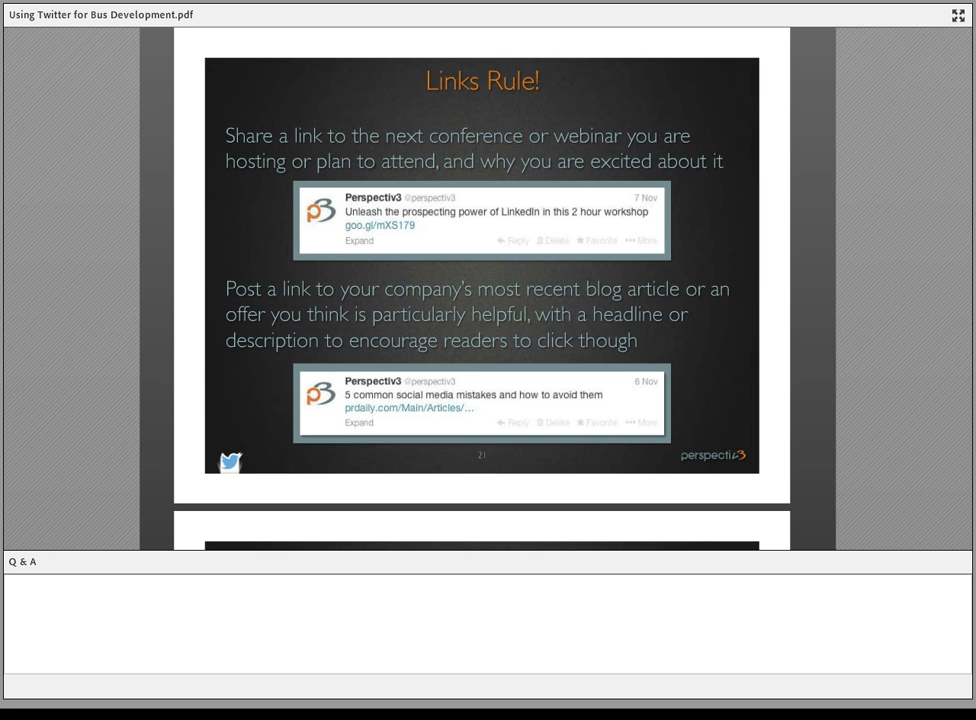 Using Twitter for Bus Development.pdf
Links Rule!
Share a link to the next conference or webinar you are
hosting or plan to attend, and why you are excited about it
Perspectiv3 @perspectiv3 7 Nov
Unleash the prospecting power of LinkedIn in this 2 hour workshop
goo.gl/mXS179
Expand Reply Delete Favorite More
Post a link to your company's most recent blog article or an
offer you think is particularly helpful, with a headline or
description to encourage readers to click though
Perspectiv3 @perspectiv3 6 Nov
5 common social media mistakes and how to avoid them
prdaily.com/Main/Articles/...
Expand Reply Delete Favorite More
21 perspectiv3
Q & A